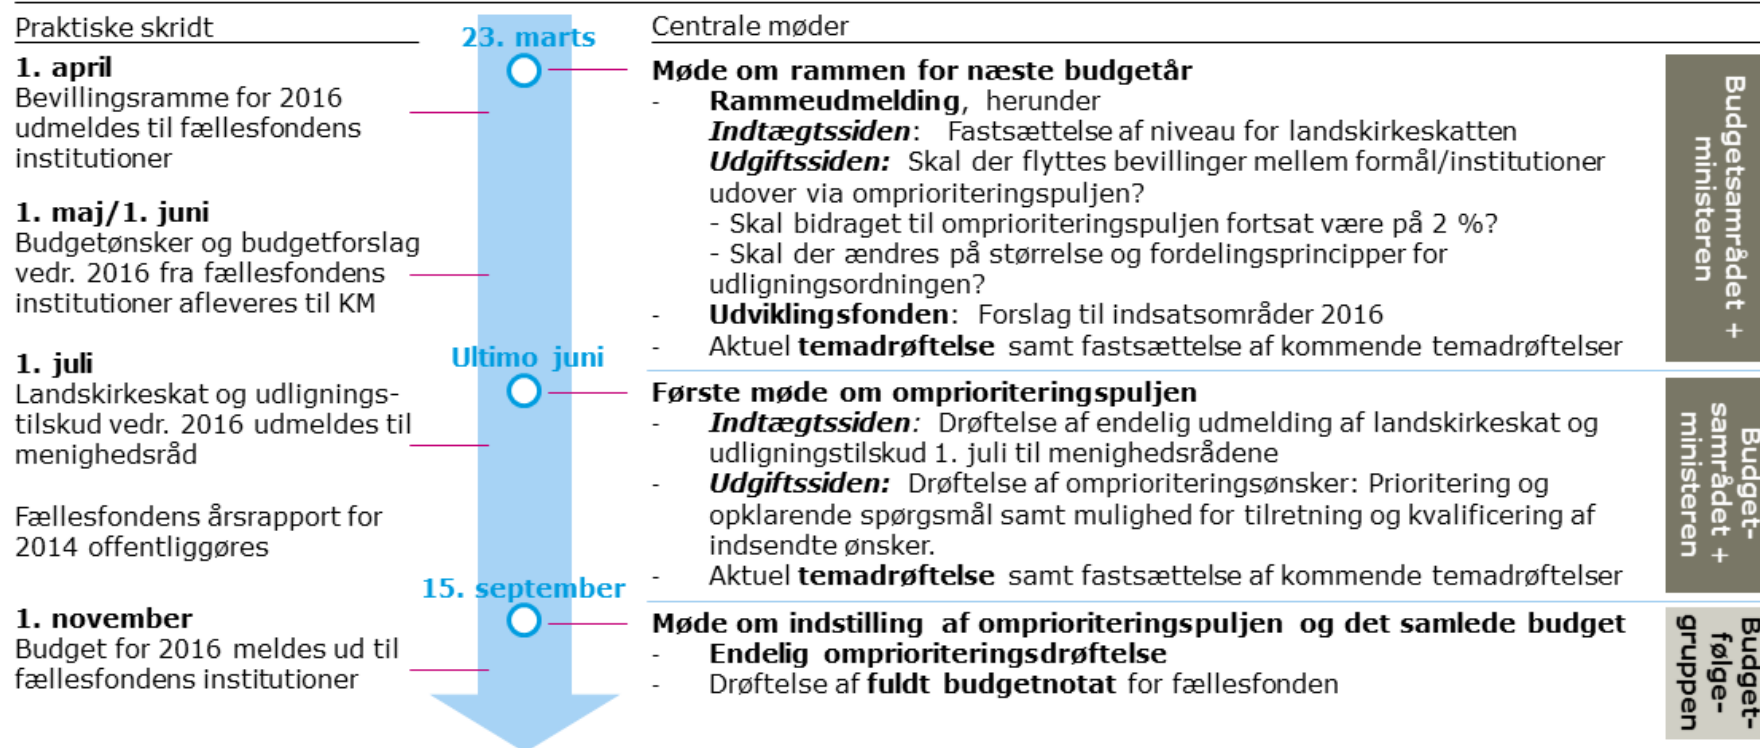 Praktiske skridt
1. april
Bevillingsramme for 2016
udmeldes til fællesfondens
institutioner
1. maj/1. juni
Budgetønsker og budgetforslag
vedr. 2016 fra fællesfondens
institutioner afleveres til KM
1. juli
Landskirkeskat og udlignings-
tilskud vedr. 2016 udmeldes til
menighedsråd
Fællesfondens årsrapport for
2014 offentliggøres
1. november
Budget for 2016 meldes ud til
fællesfondens institutioner
23. marts
Ultimo juni
15. september
Centrale møder
Møde om rammen for næste budgetår
- Rammeudmelding, herunder
Indtægtssiden: Fastsættelse af niveau for landskirkeskatten
Udgiftssiden: Skal der flyttes bevillinger mellem formål/institutioner
udover via omprioriteringspuljen?
- Skal bidraget til omprioriteringspuljen fortsat være på 2 %?
- Skal der ændres på størrelse og fordelingsprincipper for
udligningsordningen?
- Udviklingsfonden: Forslag til indsatsområder 2016
- Aktuel temadrøftelse samt fastsættelse af kommende temadrøftelser
Første møde om omprioriteringspuljen
- Indtægtssiden: Drøftelse af endelig udmelding af landskirkeskat og
udligningstilskud 1. juli til menighedsrådene
- Udgiftssiden: Drøftelse af omprioriteringsønsker: Prioritering og
opklarende spørgsmål samt mulighed for tilretning og kvalificering af
indsendte ønsker.
- Aktuel temadrøftelse samt fastsættelse af kommende temadrøftelser
Møde om indstilling af omprioriteringspuljen og det samlede budget
- Endelig omprioriteringsdrøftelse
- Drøftelse af fuldt budgetnotat for fællesfonden
Budgetsamrådet +
ministeren
Budget-
samrådet +
ministeren
Budget-
følge-
gruppen